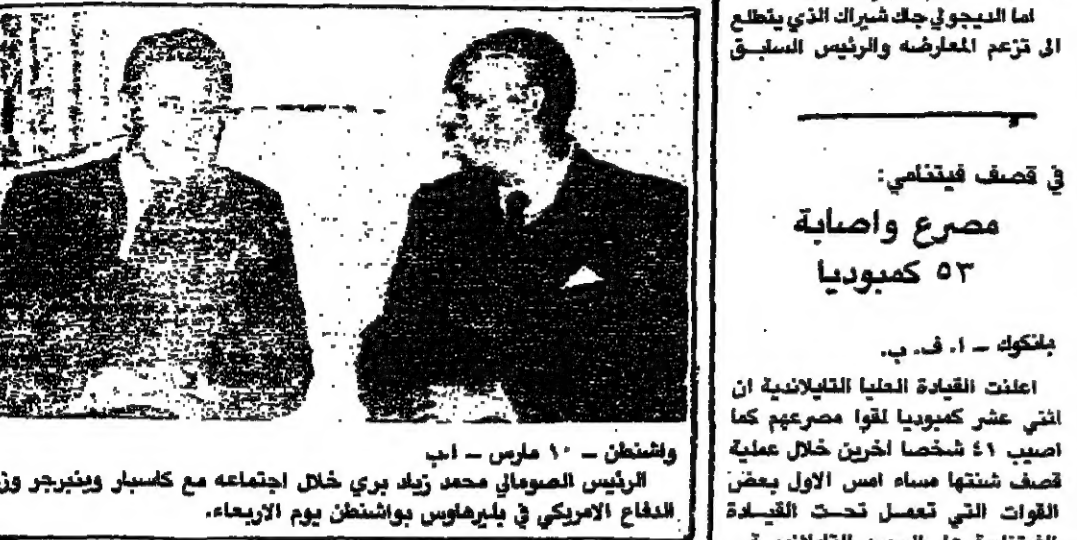 اما الديجولي جاك شيراك الذي يتطلع
الى تزعم المعارضه والرئيس السابق
في قصف فيتنامي:
مصرع واصابة
٥٣ كمبوديا
بانكوك – ا. ف. ب.
اعلنت القيادة العليا التايلاندية ان
اثني عشر كمبوديا لقوا مصرعهم كما
اصيب ٤١ شخصا اخرين خلال عملية
قصف شنتها مساء امس الاول بعض
القوات التي تعمل تحت القيادة
واشنطن – ١٠ مارس – ا.ب
الرئيس الصومالي محمد زياد بري خلال اجتماعه مع كاسبار وينبرجر وز
الدفاع الامريكي في بليرهاوس بواشنطن يوم الاربعاء.